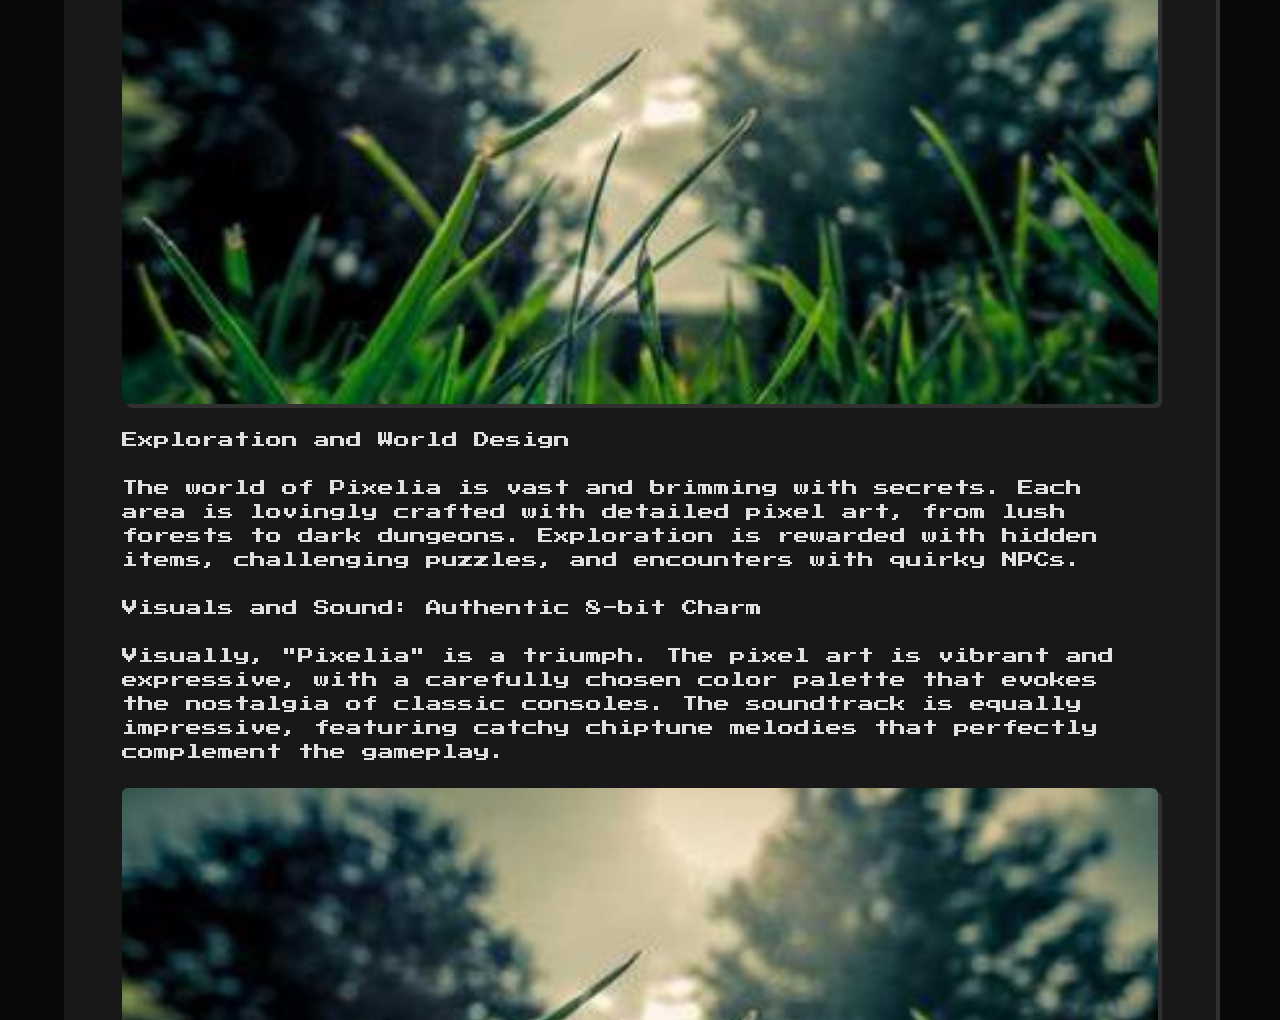 Exploration and World Design
The world of Pixelia is vast and brimming with secrets. Each
area is lovingly crafted with detailed pixel art, from lush
forests to dark dungeons. Exploration is rewarded with hidden
items, challenging puzzles, and encounters with quirky NPCs.
Visuals and Sound: Authentic 8-bit Charm
Visually, "Pixelia" is a triumph. The pixel art is vibrant and
expressive, with a carefully chosen color palette that evokes
the nostalgia of classic consoles. The soundtrack is equally
impressive, featuring catchy chiptune melodies that perfectly
complement the gameplay.